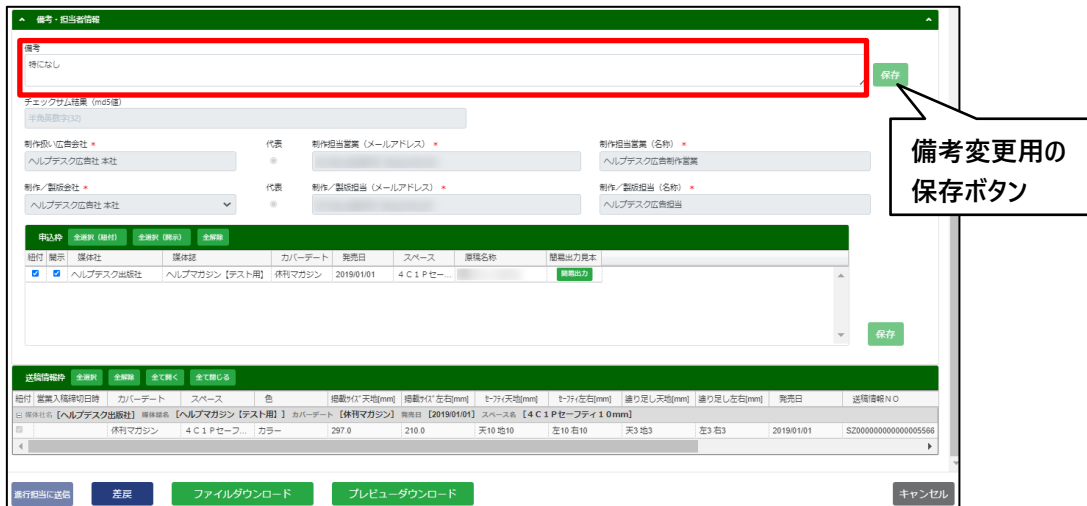 備考・担当者情報
備考
特になし
保存
備考変更用の
保存ボタン
チェックサム結果（md5値）
半角英数字(32)
制作扱い広告会社 * 代表 制作担当営業（メールアドレス） * 制作担当営業（名称） *
ヘルプデスク広告社 本社 ヘルプデスク広告制作営業
制作／製版会社 * 代表 制作／製版担当（メールアドレス） * 制作／製版担当（名称） *
ヘルプデスク広告社 本社 ヘルプデスク広告担当
申込枠 全選択（紐付） 全選択（開示） 全解除
紐付 開示 媒体社 媒体誌 カバーデート 発売日 スペース 原稿名称 簡易出力見本
ヘルプデスク出版社 ヘルプマガジン【テスト用】 休刊マガジン 2019/01/01 4C1Pセー... 簡易出力
保存
送稿情報枠 全選択 全解除 全て開く 全て閉じる
紐付 営業入稿締切日時 カバーデート スペース 色 掲載ｻｲｽﾞ天地[mm] 掲載ｻｲｽﾞ左右[mm] ｾｰﾌﾃｨ天地[mm] ｾｰﾌﾃｨ左右[mm] 塗り足し天地[mm] 塗り足し左右[mm] 発売日 送稿情報NO
媒体社名【ヘルプデスク出版社】 媒体誌名【ヘルプマガジン【テスト用】】 カバーデート【休刊マガジン】 発売日【2019/01/01】 スペース名【4C1Pセーフティ10mm】
休刊マガジン 4C1Pセーフ... カラー 297.0 210.0 天10 地10 左10 右10 天3 地3 左3 右3 2019/01/01 SZ000000000000005566
進行担当に送信 差戻 ファイルダウンロード プレビューダウンロード キャンセル